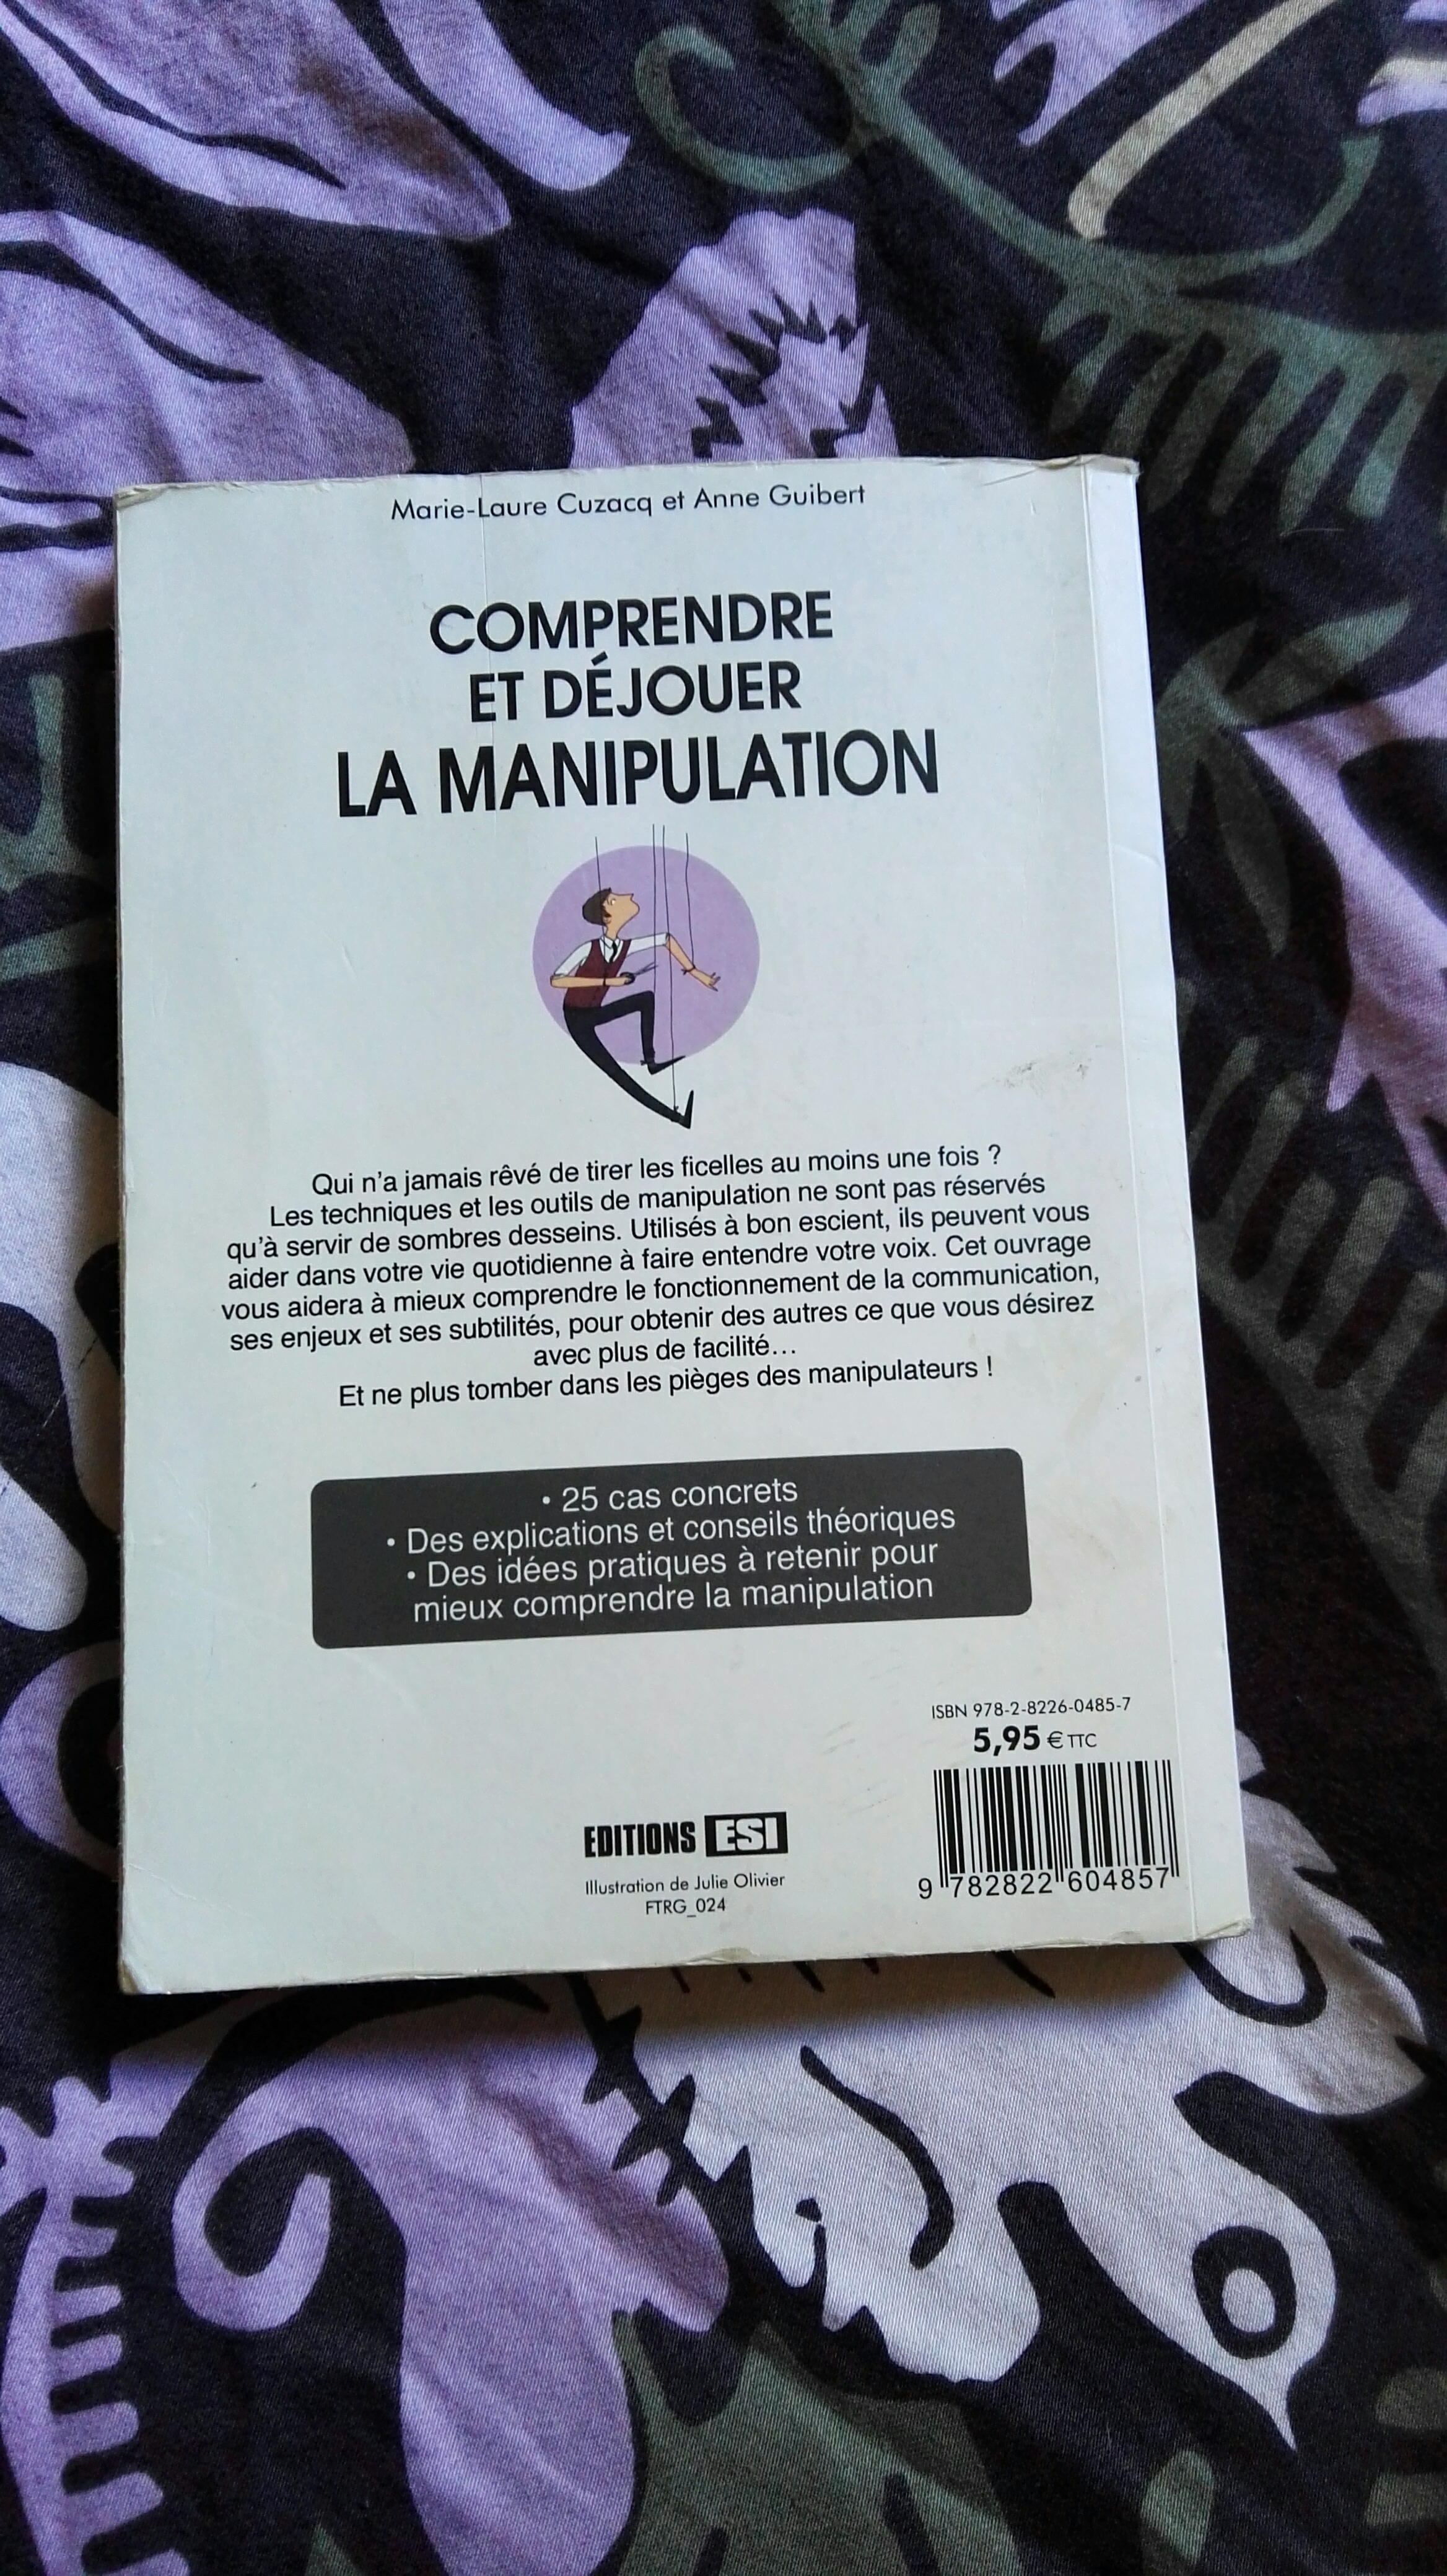 Marie-Laure Cuzacq et Anne Guibert
COMPRENDRE
ET DÉJOUER
LA MANIPULATION
Qui n'a jamais rêvé de tirer les ficelles au moins une fois ?
Les techniques et les outils de manipulation ne sont pas réservés
qu'à servir de sombres desseins. Utilisés à bon escient, ils peuvent vous
aider dans votre vie quotidienne à faire entendre votre voix. Cet ouvrage
vous aidera à mieux comprendre le fonctionnement de la communication,
ses enjeux et ses subtilités, pour obtenir des autres ce que vous désirez
avec plus de facilité...
Et ne plus tomber dans les pièges des manipulateurs !
• 25 cas concrets
• Des explications et conseils théoriques
• Des idées pratiques à retenir pour
mieux comprendre la manipulation
ISBN 978-2-8226-0485-7
5,95 € TTC
9 782822 604857
EDITIONS ESI
Illustration de Julie Olivier
FTRG_024